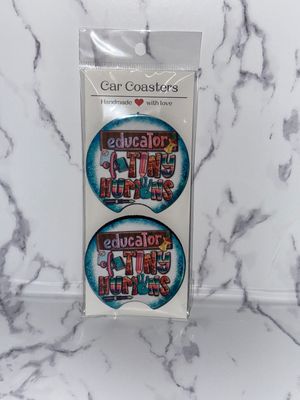 Car Coasters
Handmade with love
educator
of TINY
HUMANS
educator
of TINY
HUMANS